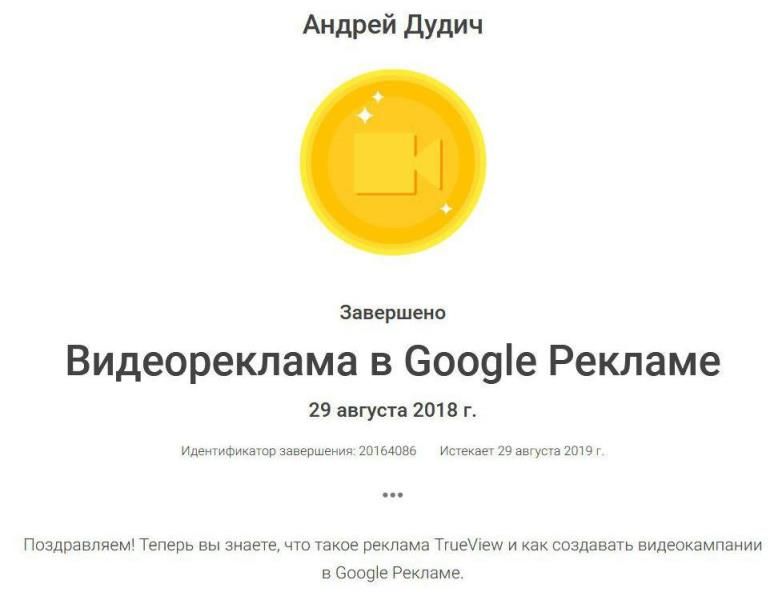 Андрей Дудич
Завершено
Видеореклама в Google Рекламе
29 августа 2018 г.
Идентификатор завершения: 20164086 Истекает 29 августа 2019 г.
•••
Поздравляем! Теперь вы знаете, что такое реклама TrueView и как создавать видеокампании
в Google Рекламе.